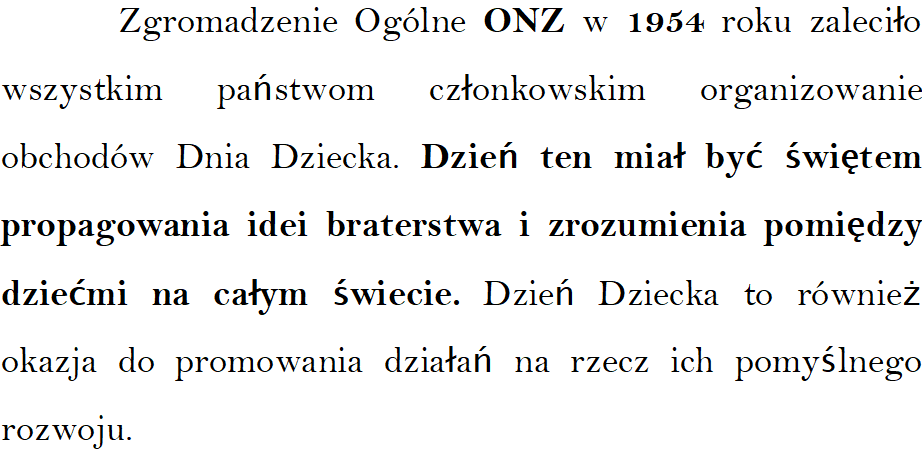 Zgromadzenie Ogólne ONZ w 1954 roku zaleciło
wszystkim państwom członkowskim organizowanie
obchodów Dnia Dziecka. Dzień ten miał być świętem
propagowania idei braterstwa i zrozumienia pomiędzy
dziećmi na całym świecie. Dzień Dziecka to również
okazja do promowania działań na rzecz ich pomyślnego
rozwoju.